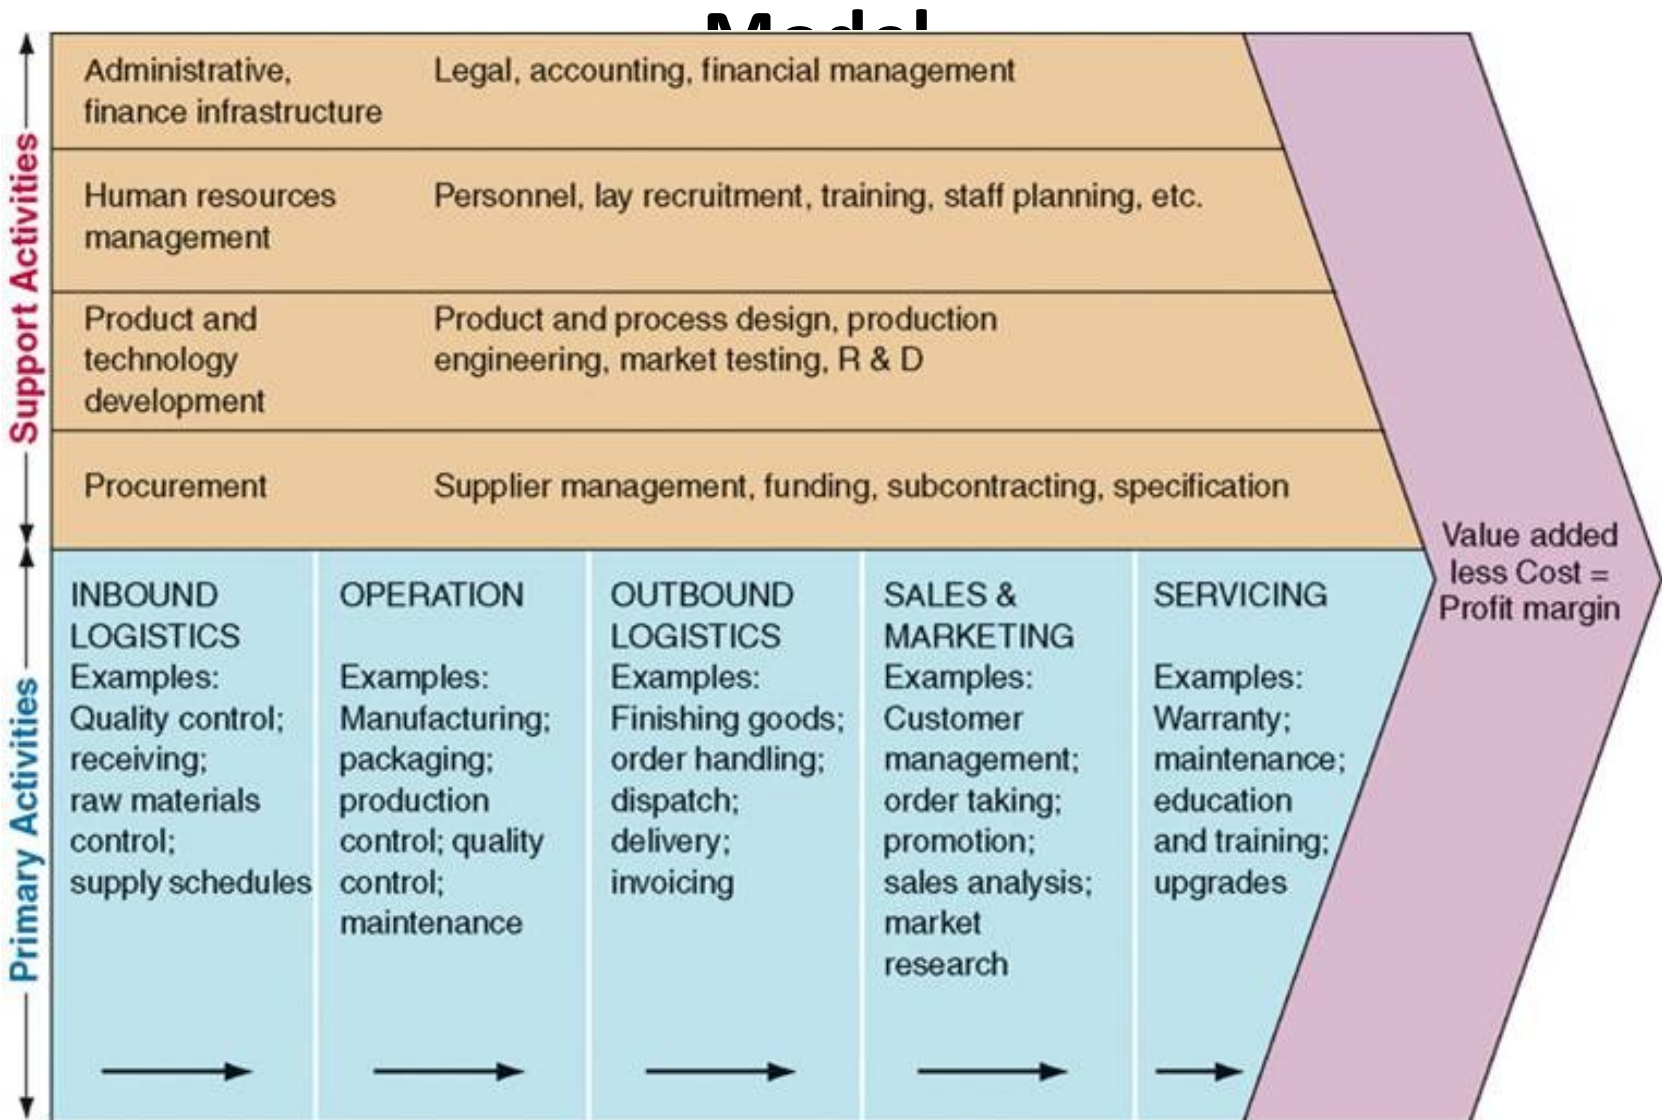 Model
Support Activities
Administrative,
finance infrastructure
Legal, accounting, financial management
Human resources
management
Personnel, lay recruitment, training, staff planning, etc.
Product and
technology
development
Product and process design, production
engineering, market testing, R & D
Procurement
Supplier management, funding, subcontracting, specification
Primary Activities
INBOUND
LOGISTICS
Examples:
Quality control;
receiving;
raw materials
control;
supply schedules
OPERATION
Examples:
Manufacturing;
packaging;
production
control; quality
control;
maintenance
OUTBOUND
LOGISTICS
Examples:
Finishing goods;
order handling;
dispatch;
delivery;
invoicing
SALES &
MARKETING
Examples:
Customer
management;
order taking;
promotion;
sales analysis;
market
research
SERVICING
Examples:
Warranty;
maintenance;
education
and training;
upgrades
Value added
less Cost =
Profit margin